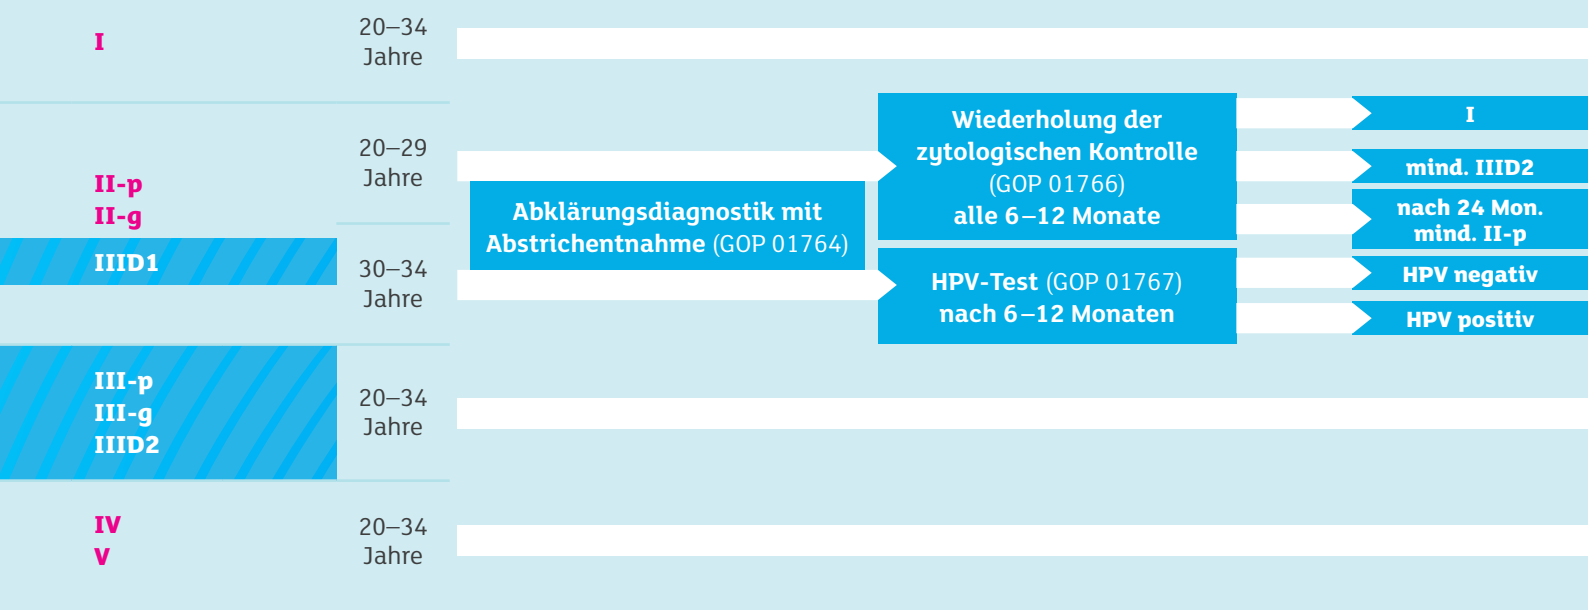 I
20–34
Jahre
II-p
II-g
IIID1
20–29
Jahre
30–34
Jahre
Abklärungsdiagnostik mit
Abstrichentnahme (GOP 01764)
Wiederholung der
zytologischen Kontrolle
(GOP 01766)
alle 6–12 Monate
I
mind. IIID2
nach 24 Mon.
mind. II-p
HPV-Test (GOP 01767)
nach 6–12 Monaten
HPV negativ
HPV positiv
III-p
III-g
IIID2
20–34
Jahre
IV
V
20–34
Jahre